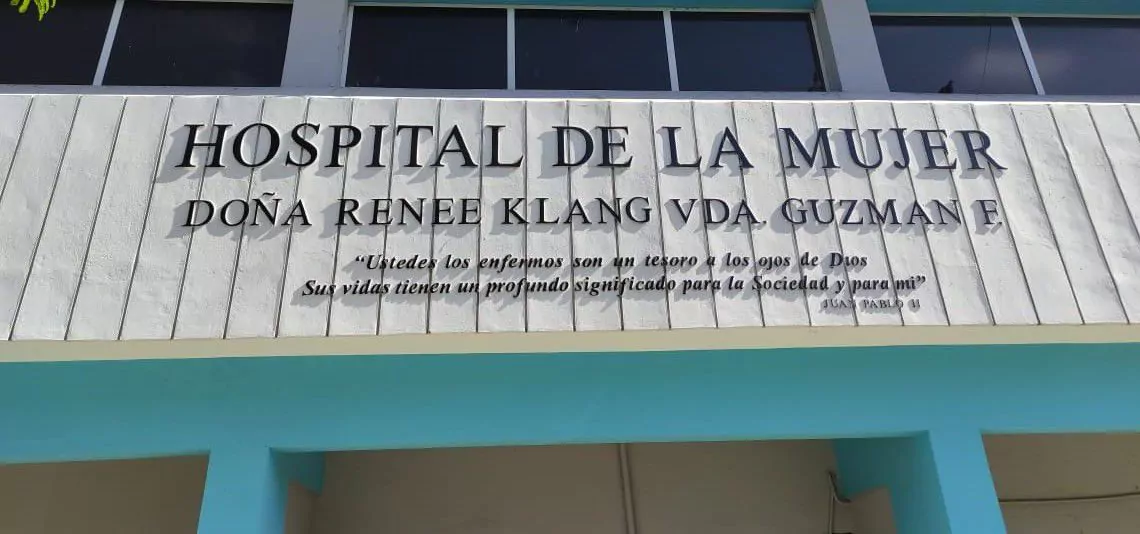 HOSPITAL DE LA MUJER
DOÑA RENEE KLANG VDA. GUZMAN F.
“Ustedes los enfermos son un tesoro a los ojos de Dios
Sus vidas tienen un profundo significado para la Sociedad y para mi”
JUAN PABLO II